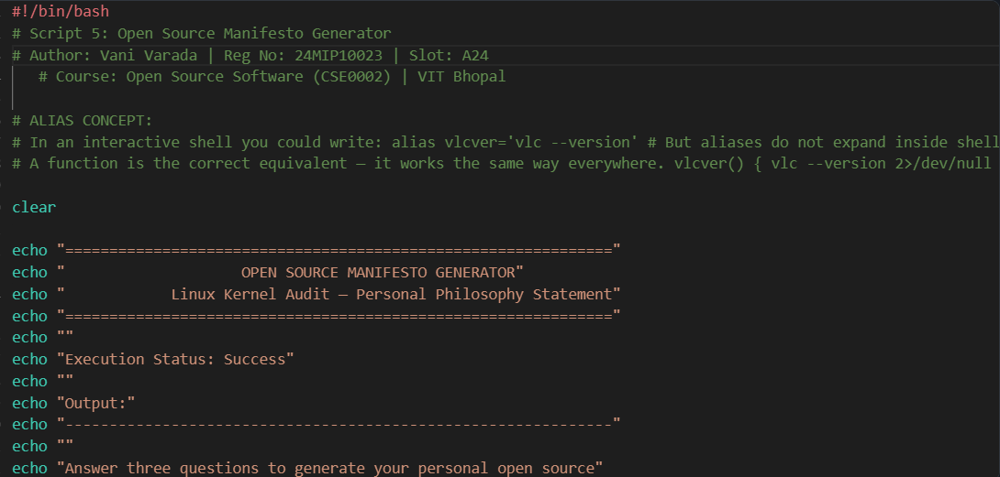 #!/bin/bash
# Script 5: Open Source Manifesto Generator
# Author: Vani Varada | Reg No: 24MIP10023 | Slot: A24
# Course: Open Source Software (CSE0002) | VIT Bhopal
# ALIAS CONCEPT:
# In an interactive shell you could write: alias vlcver='vlc --version' # But aliases do not expand inside shell
# A function is the correct equivalent — it works the same way everywhere. vlcver() { vlc --version 2>/dev/null
clear
echo "=============================================================="
echo "                    OPEN SOURCE MANIFESTO GENERATOR"
echo "            Linux Kernel Audit — Personal Philosophy Statement"
echo "=============================================================="
echo ""
echo "Execution Status: Success"
echo ""
echo "Output:"
echo "--------------------------------------------------------------"
echo ""
echo "Answer three questions to generate your personal open source"